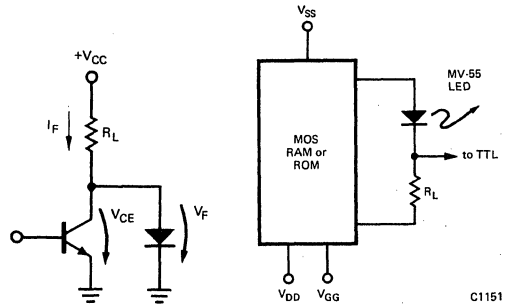 +VCC
IF
RL
VCE
VF
VSS
MOS
RAM or
ROM
MV-55
LED
to TTL
RL
VDD
VGG
C1151